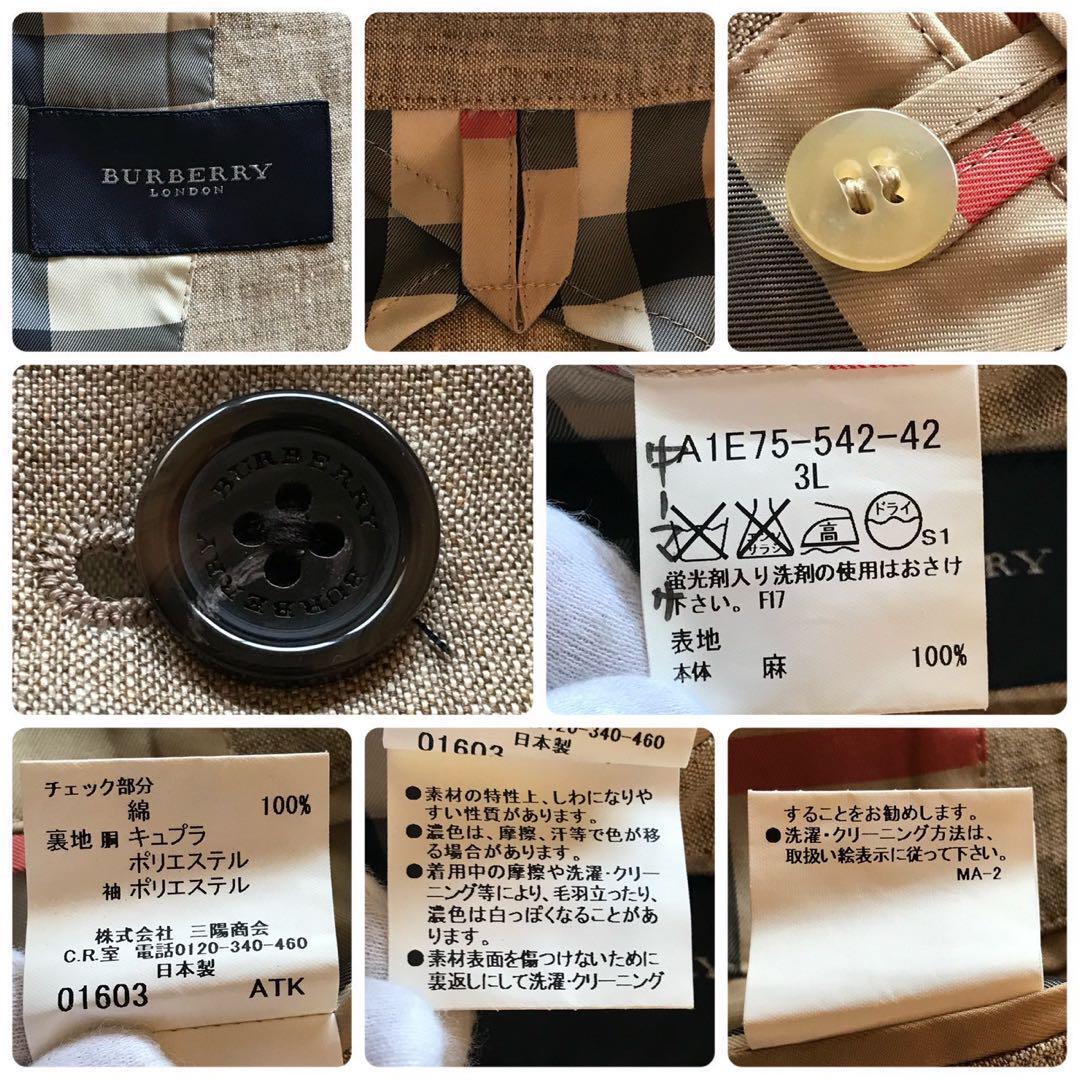 BURBERRY
LONDON
BURBERRY
BURBERRY
A1E75-542-42
3L
エンソ
サラシ
高
ドライ
S1
蛍光剤入り洗剤の使用はおさけ
下さい。 F17
表地
本体 麻 100%
RY
チェック部分
綿 100%
裏地 胴 キュプラ
ポリエステル
袖 ポリエステル
株式会社 三陽商会
C.R.室 電話0120-340-460
日本製
01603 ATK
01603 日本製 0120-340-460
●素材の特性上、しわになりや
すい性質があります。
●濃色は、摩擦、汗等で色が移
る場合があります。
●着用中の摩擦や洗濯・クリー
ニング等により、毛羽立ったり、
濃色は白っぽくなることがあ
ります。
●素材表面を傷つけないために
裏返しにして洗濯・クリーニング
することをお勧めします。
●洗濯・クリーニング方法は、
取扱い絵表示に従って下さい。
MA-2